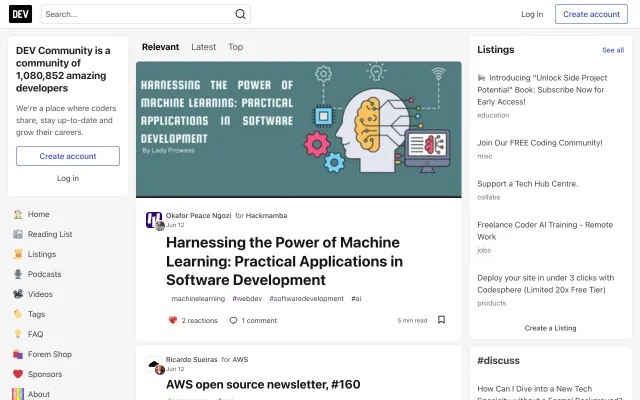 DEV
Search...
Log in
Create account
DEV Community is a
community of
1,080,852 amazing
developers
We're a place where coders
share, stay up-to-date and
grow their careers.
Create account
Log in
Home
Reading List
Listings
Podcasts
Videos
Tags
FAQ
Forem Shop
Sponsors
About
Relevant
Latest
Top
HARNESSING THE POWER OF
MACHINE LEARNING: PRACTICAL
APPLICATIONS IN SOFTWARE
DEVELOPMENT
By Lady Prowess
Okafor Peace Ngozi for Hackmamba
Jun 12
Harnessing the Power of Machine
Learning: Practical Applications in
Software Development
machinelearning #webdev #softwaredevelopment #ai
2 reactions
1 comment
5 min read
Ricardo Sueiras for AWS
Jun 12
AWS open source newsletter, #160
Listings
See all
Introducing "Unlock Side Project
Potential" Book: Subscribe Now for
Early Access!
education
Join Our FREE Coding Community!
misc
Support a Tech Hub Centre.
collabs
Freelance Coder AI Training - Remote
Work
jobs
Deploy your site in under 3 clicks with
Codesphere (Limited 20x Free Tier)
products
Create a Listing
#discuss
How Can I Dive into a New Tech
Specialty without a Formal Background?